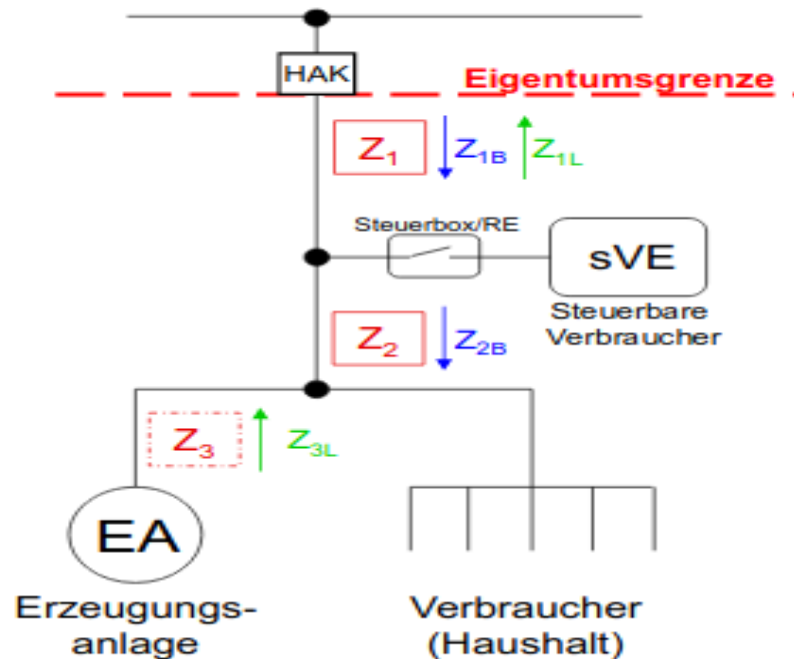 HAK
Eigentumsgrenze
Z1 Z1B Z1L
Steuerbox/RE
sVE
Steuerbare
Verbraucher
Z2 Z2B
Z3 Z3L
EA
Erzeugungs-
anlage
Verbraucher
(Haushalt)